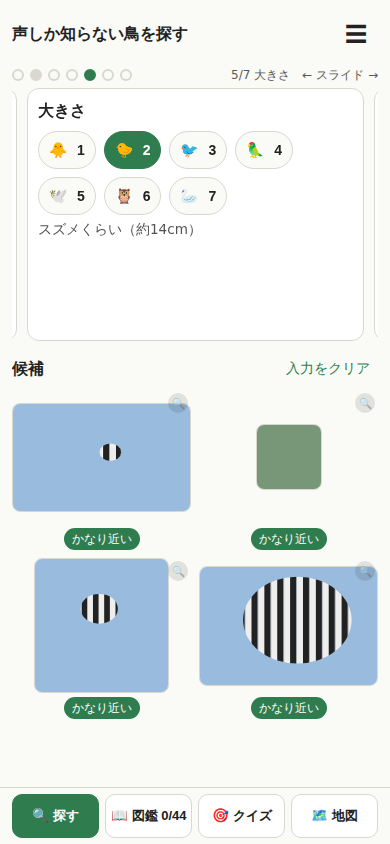 声しか知らない鳥を探す
5/7 大きさ ← スライド →
大きさ
1 2 3 4
5 6 7
スズメくらい（約14cm）
候補 入力をクリア
かなり近い かなり近い
かなり近い かなり近い
探す 図鑑 0/44 クイズ 地図